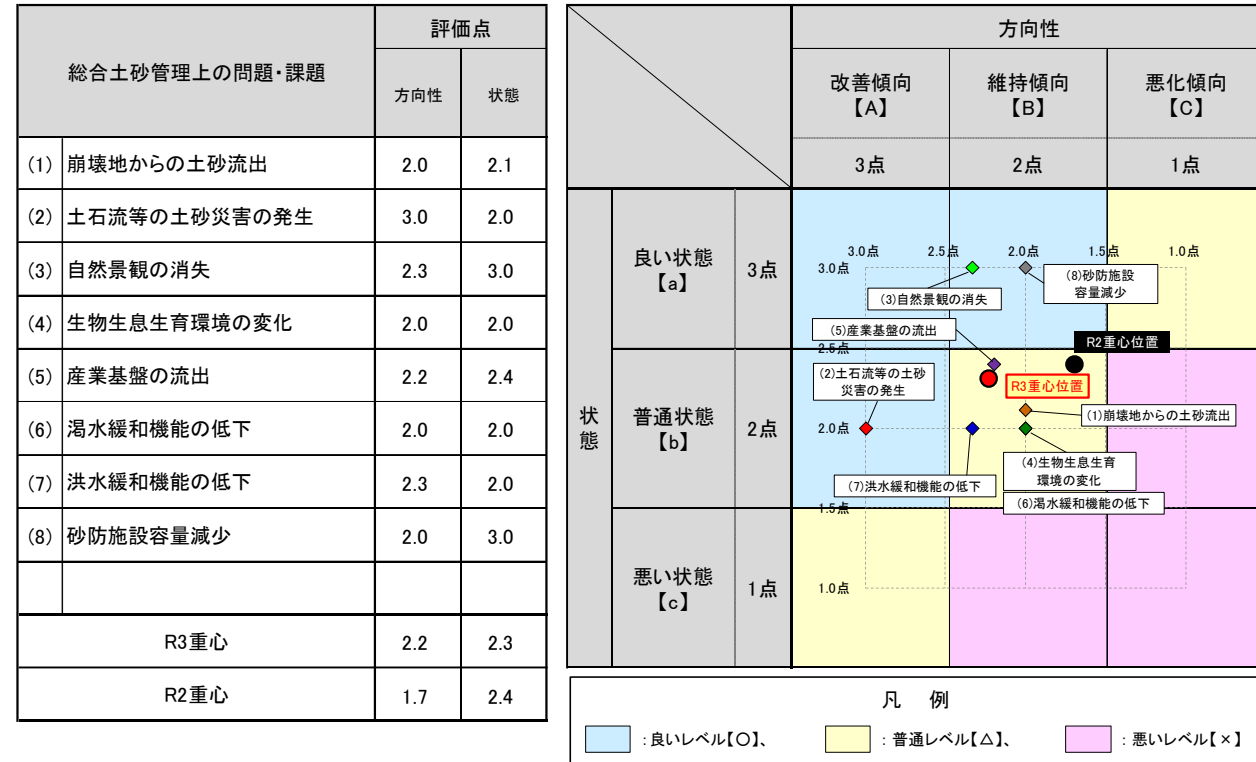 総合土砂管理上の問題・課題
評価点
方向性
状態
(1) 崩壊地からの土砂流出 2.0 2.1
(2) 土石流等の土砂災害の発生 3.0 2.0
(3) 自然景観の消失 2.3 3.0
(4) 生物生息生育環境の変化 2.0 2.0
(5) 産業基盤の流出 2.2 2.4
(6) 渇水緩和機能の低下 2.0 2.0
(7) 洪水緩和機能の低下 2.3 2.0
(8) 砂防施設容量減少 2.0 3.0
R3重心 2.2 2.3
R2重心 1.7 2.4
方向性
改善傾向
【A】
維持傾向
【B】
悪化傾向
【C】
3点
2点
1点
状
態
良い状態
【a】
3点
普通状態
【b】
2点
悪い状態
【c】
1点
3.0点
2.5点
2.0点
1.5点
1.0点
3.0点
(8)砂防施設
容量減少
(3)自然景観の消失
(5)産業基盤の流出
R2重心位置
2.5点
(2)土石流等の土砂
災害の発生
R3重心位置
(1)崩壊地からの土砂流出
2.0点
(4)生物生息生育
環境の変化
(7)洪水緩和機能の低下
(6)渇水緩和機能の低下
1.5点
1.0点
凡 例
:良いレベル【〇】、
:普通レベル【△】、
:悪いレベル【×】